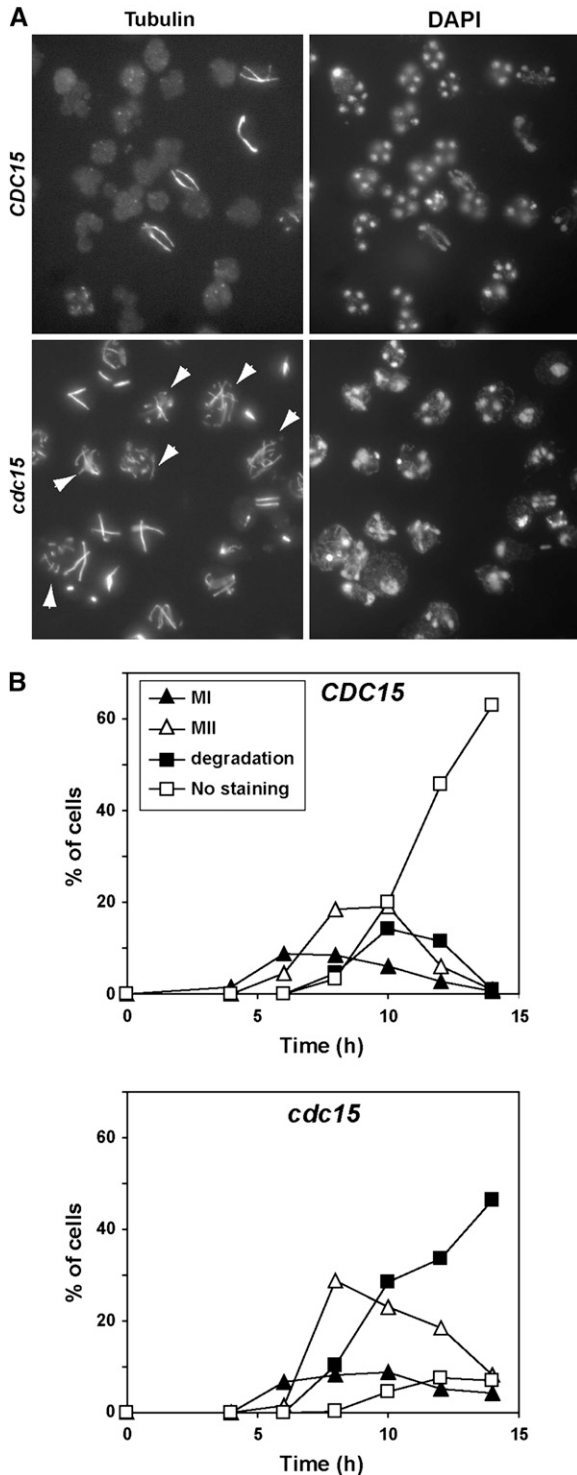 A
Tubulin DAPI
CDC15
cdc15
B
CDC15
MI
MII
degradation
No staining
% of cells
60
40
20
0
0 5 10 15
Time (h)
cdc15
% of cells
60
40
20
0
0 5 10 15
Time (h)